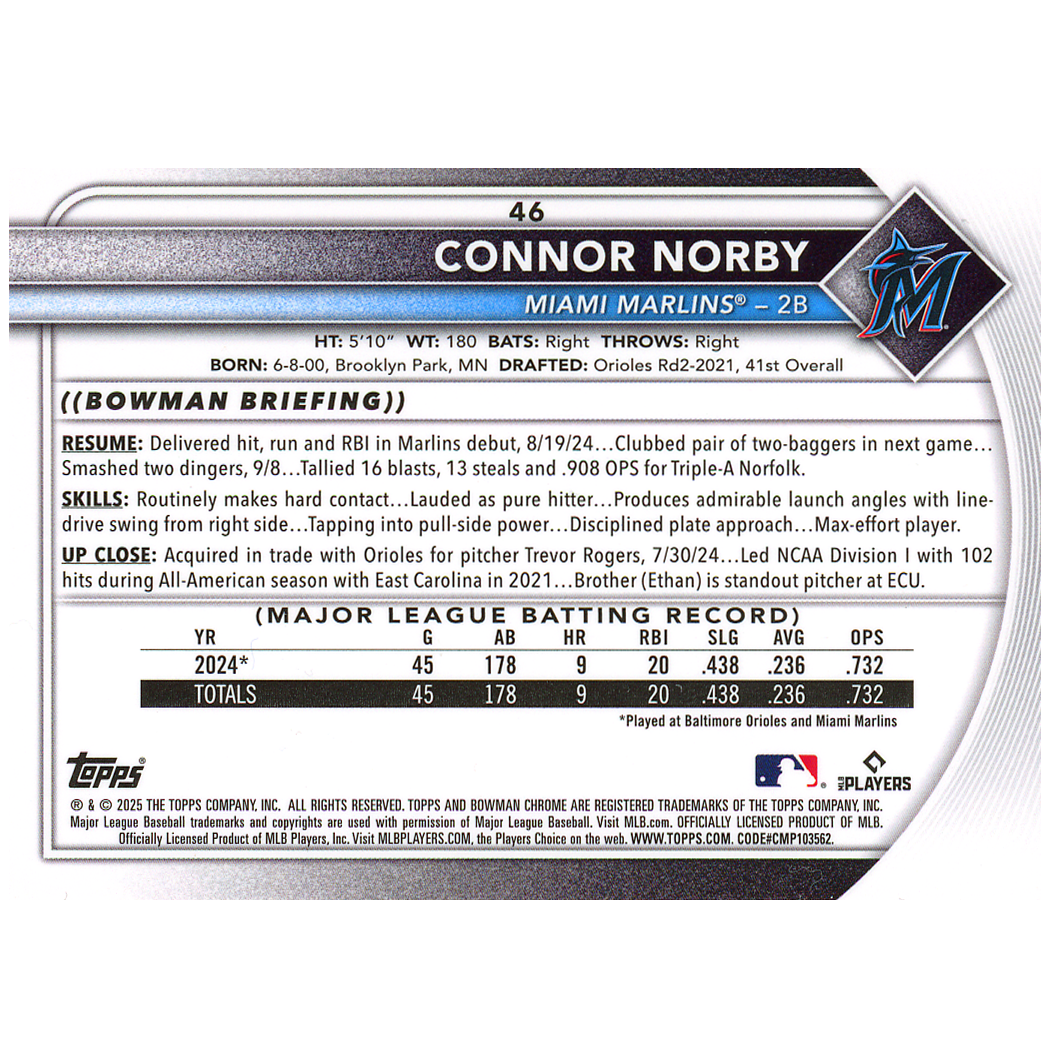 46
CONNOR NORBY
MIAMI MARLINS® – 2B
HT: 5'10" WT: 180 BATS: Right THROWS: Right
BORN: 6-8-00, Brooklyn Park, MN DRAFTED: Orioles Rd2-2021, 41st Overall
((BOWMAN BRIEFING))
RESUME: Delivered hit, run and RBI in Marlins debut, 8/19/24...Clubbed pair of two-baggers in next game...
Smashed two dingers, 9/8...Tallied 16 blasts, 13 steals and .908 OPS for Triple-A Norfolk.
SKILLS: Routinely makes hard contact...Lauded as pure hitter...Produces admirable launch angles with line-
drive swing from right side...Tapping into pull-side power...Disciplined plate approach...Max-effort player.
UP CLOSE: Acquired in trade with Orioles for pitcher Trevor Rogers, 7/30/24...Led NCAA Division I with 102
hits during All-American season with East Carolina in 2021...Brother (Ethan) is standout pitcher at ECU.
(MAJOR LEAGUE BATTING RECORD)
YR G AB HR RBI SLG AVG OPS
2024* 45 178 9 20 .438 .236 .732
TOTALS 45 178 9 20 .438 .236 .732
*Played at Baltimore Orioles and Miami Marlins
Topps® MLB PLAYERS
® & © 2025 THE TOPPS COMPANY, INC. ALL RIGHTS RESERVED. TOPPS AND BOWMAN CHROME ARE REGISTERED TRADEMARKS OF THE TOPPS COMPANY, INC.
Major League Baseball trademarks and copyrights are used with permission of Major League Baseball. Visit MLB.com. OFFICIALLY LICENSED PRODUCT OF MLB.
Officially Licensed Product of MLB Players, Inc. Visit MLBPLAYERS.COM, the Players Choice on the web. WWW.TOPPS.COM. CODE#CMP103562.